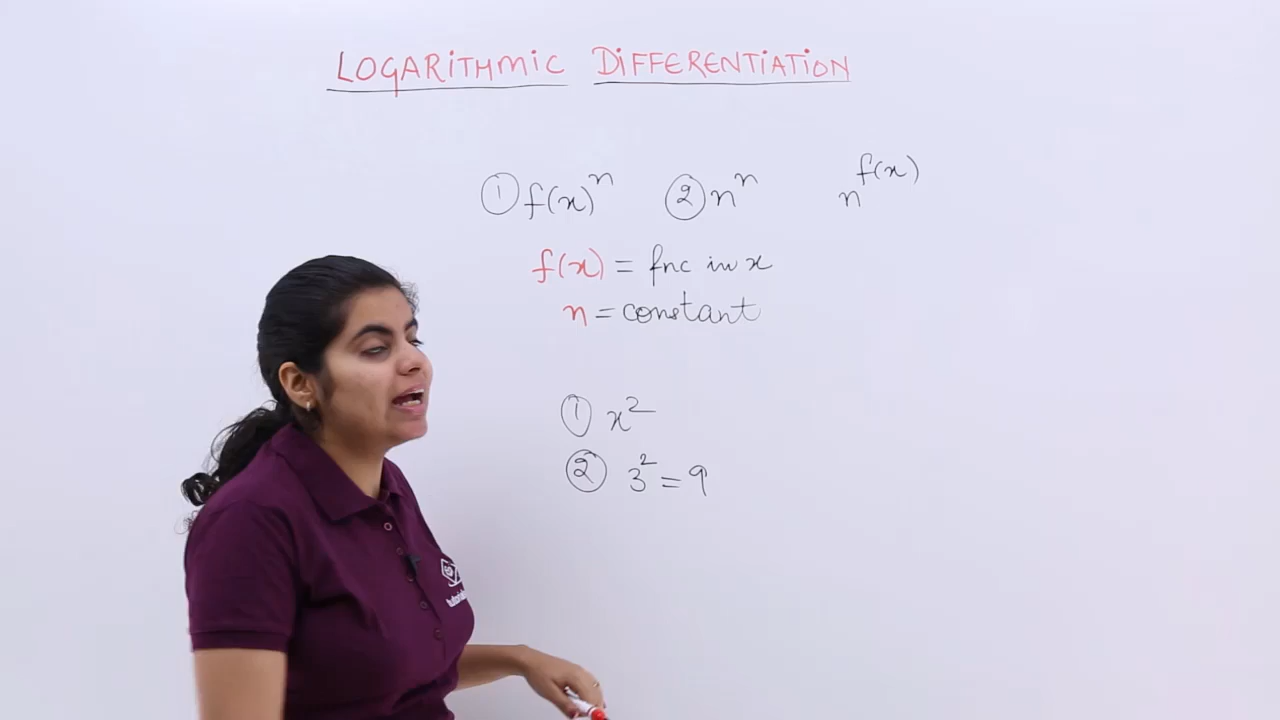 LOGARITHMIC DIFFERENTIATION
① f(x)ⁿ ② nⁿ n^f(x)
f(x) = fnc in x
n = constant
① x²
② 3² = 9